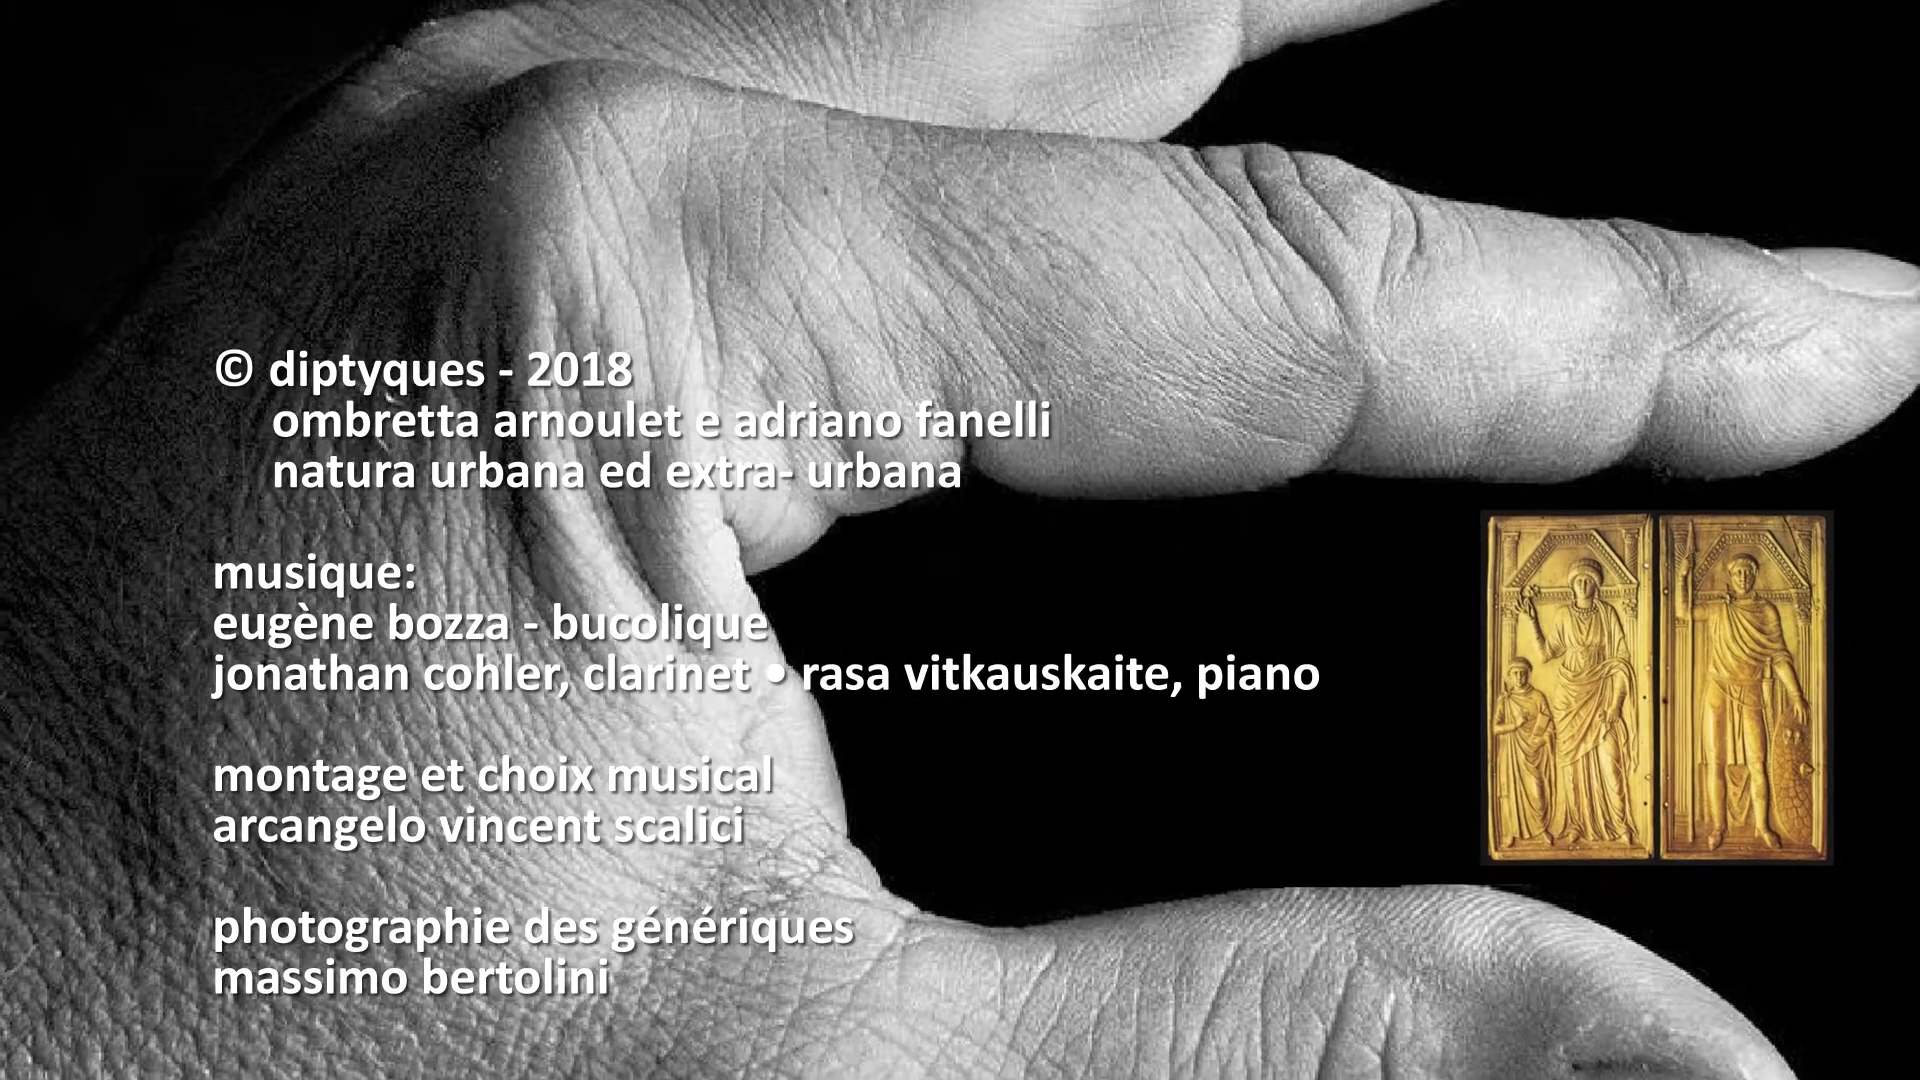 © diptyques - 2018
ombretta arnoulet e adriano fanelli
natura urbana ed extra- urbana
musique:
eugène bozza - bucolique
jonathan cohler, clarinet • rasa vitkauskaite, piano
montage et choix musical
arcangelo vincent scalici
photographie des génériques
massimo bertolini